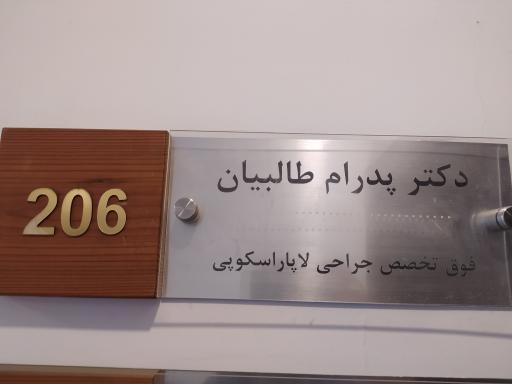 206
دکتر پدرام طالبیان
فوق تخصص جراحی لاپاراسکوپی